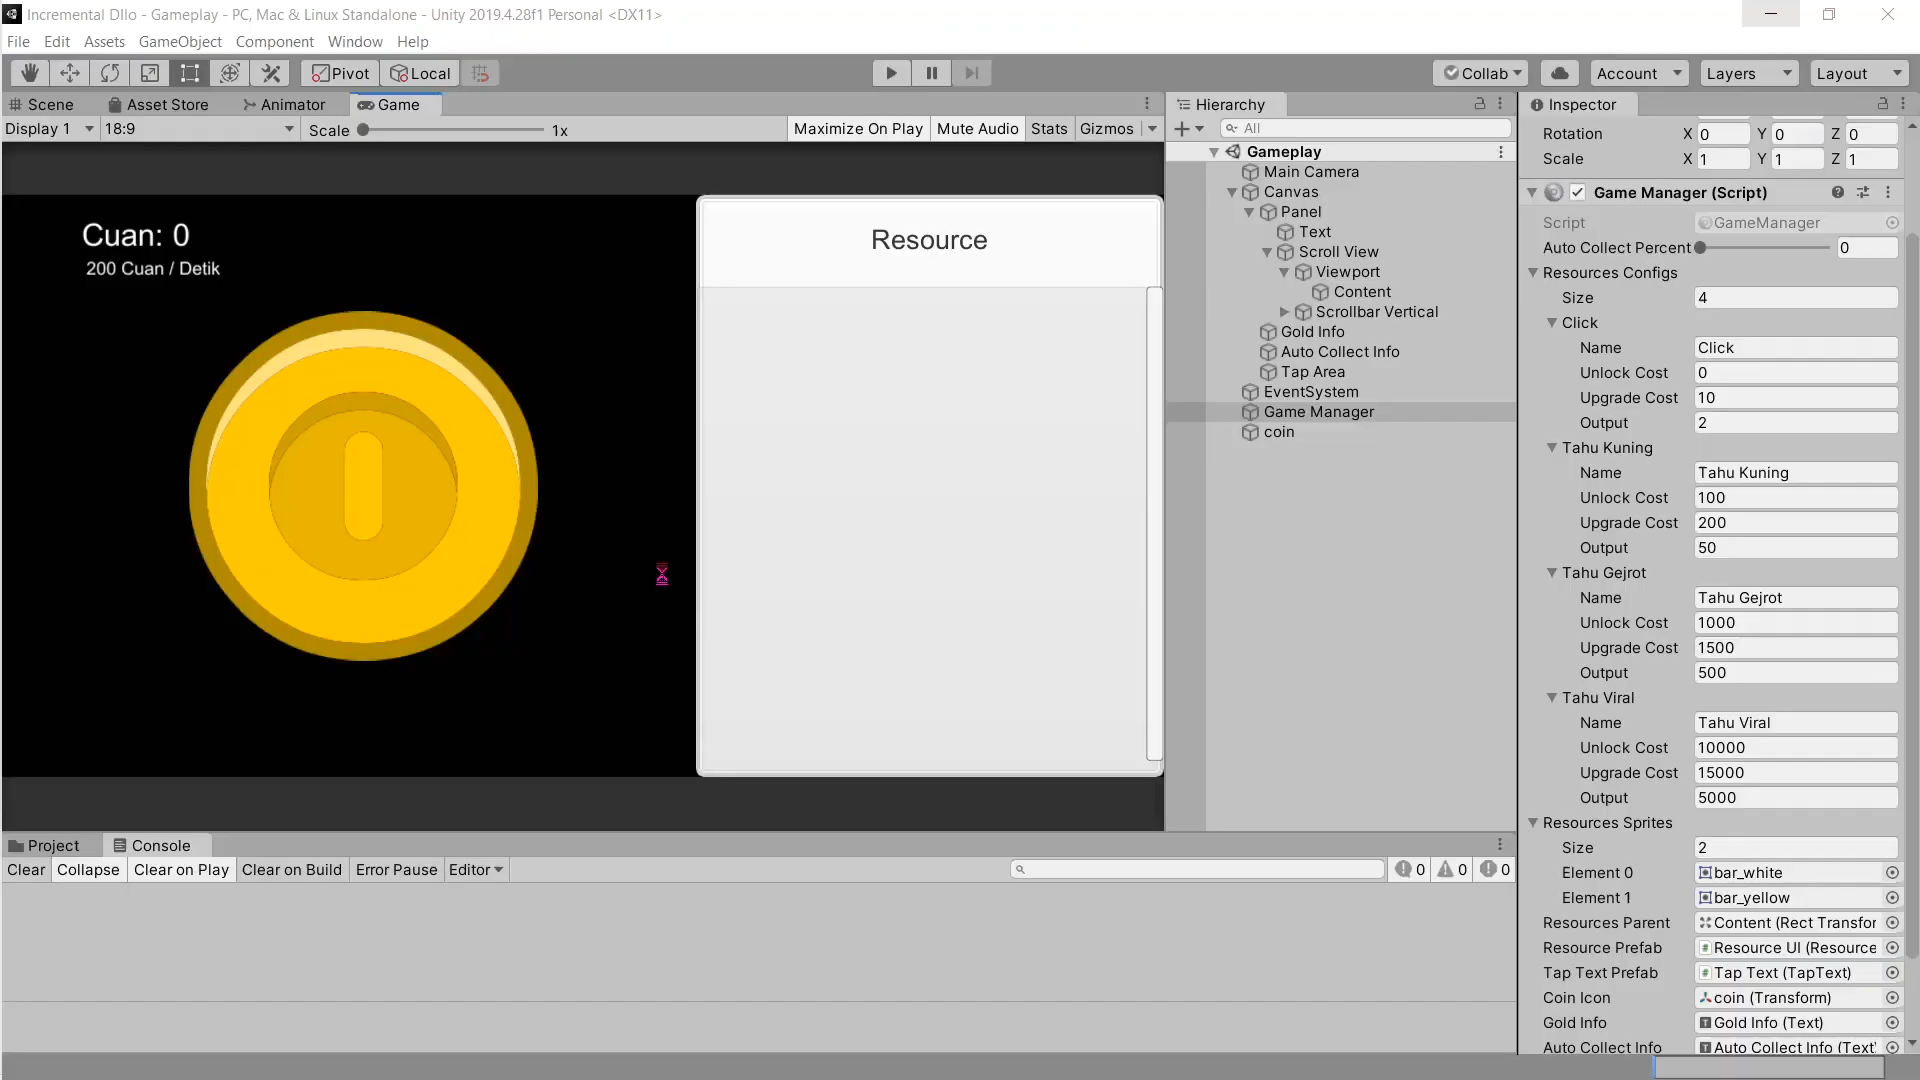 Incremental Dllo - Gameplay - PC, Mac & Linux Standalone - Unity 2019.4.28f1 Personal <DX11>
File Edit Assets GameObject Component Window Help
Pivot Local Collab Account Layers Layout
Scene Asset Store Animator Game
Display 1 18:9 Scale 1x Maximize On Play Mute Audio Stats Gizmos
Cuan: 0
200 Cuan / Detik
Resource
Hierarchy
All
Gameplay
Main Camera
Canvas
Panel
Text
Scroll View
Viewport
Content
Scrollbar Vertical
Gold Info
Auto Collect Info
Tap Area
EventSystem
Game Manager
coin
Inspector
Rotation X 0 Y 0 Z 0
Scale X 1 Y 1 Z 1
Game Manager (Script)
Script GameManager
Auto Collect Percent 0
Resources Configs
Size 4
Click
Name Click
Unlock Cost 0
Upgrade Cost 10
Output 2
Tahu Kuning
Name Tahu Kuning
Unlock Cost 100
Upgrade Cost 200
Output 50
Tahu Gejrot
Name Tahu Gejrot
Unlock Cost 1000
Upgrade Cost 1500
Output 500
Tahu Viral
Name Tahu Viral
Unlock Cost 10000
Upgrade Cost 15000
Output 5000
Resources Sprites
Size 2
Element 0 bar_white
Element 1 bar_yellow
Resources Parent Content (Rect Transfor
Resource Prefab Resource UI (Resource
Tap Text Prefab Tap Text (TapText)
Coin Icon coin (Transform)
Gold Info Gold Info (Text)
Auto Collect Info Auto Collect Info (Text
Project Console
Clear Collapse Clear on Play Clear on Build Error Pause Editor 0 0 0